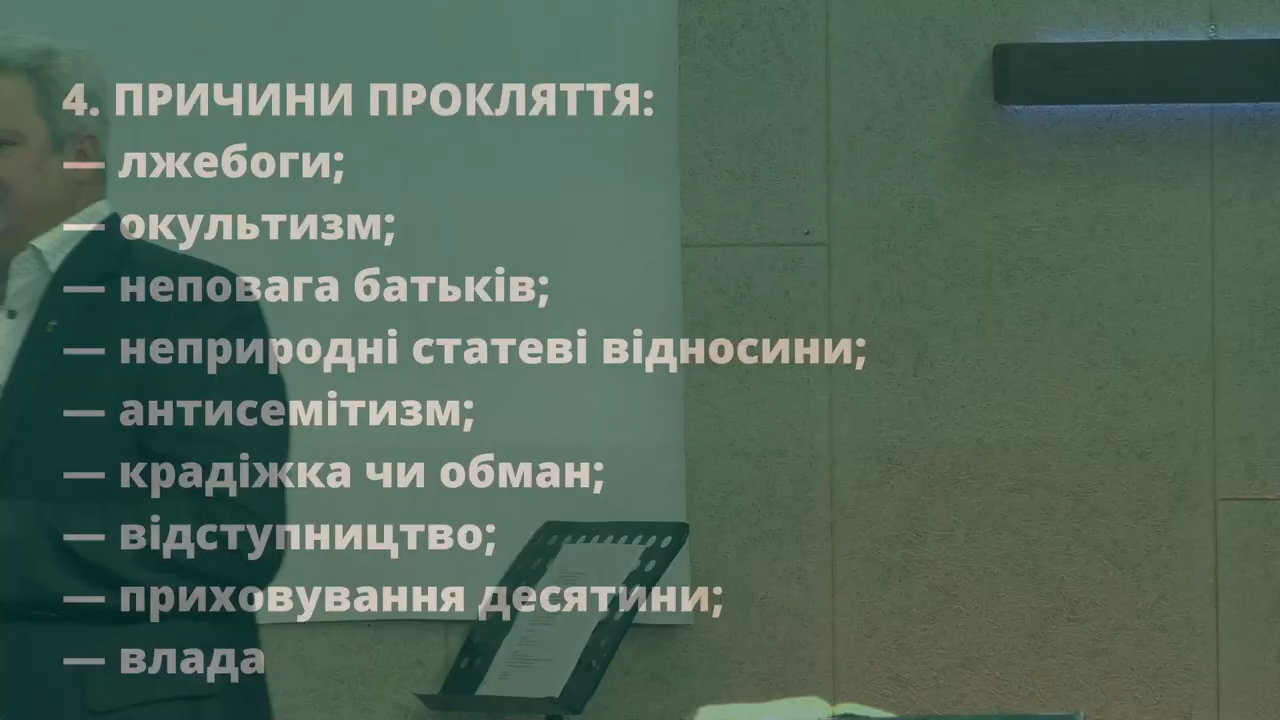 4. ПРИЧИНИ ПРОКЛЯТТЯ:
— лжебоги;
— окультизм;
— неповага батьків;
— неприродні статеві відносини;
— антисемітизм;
— крадіжка чи обман;
— відступництво;
— приховування десятини;
— влада